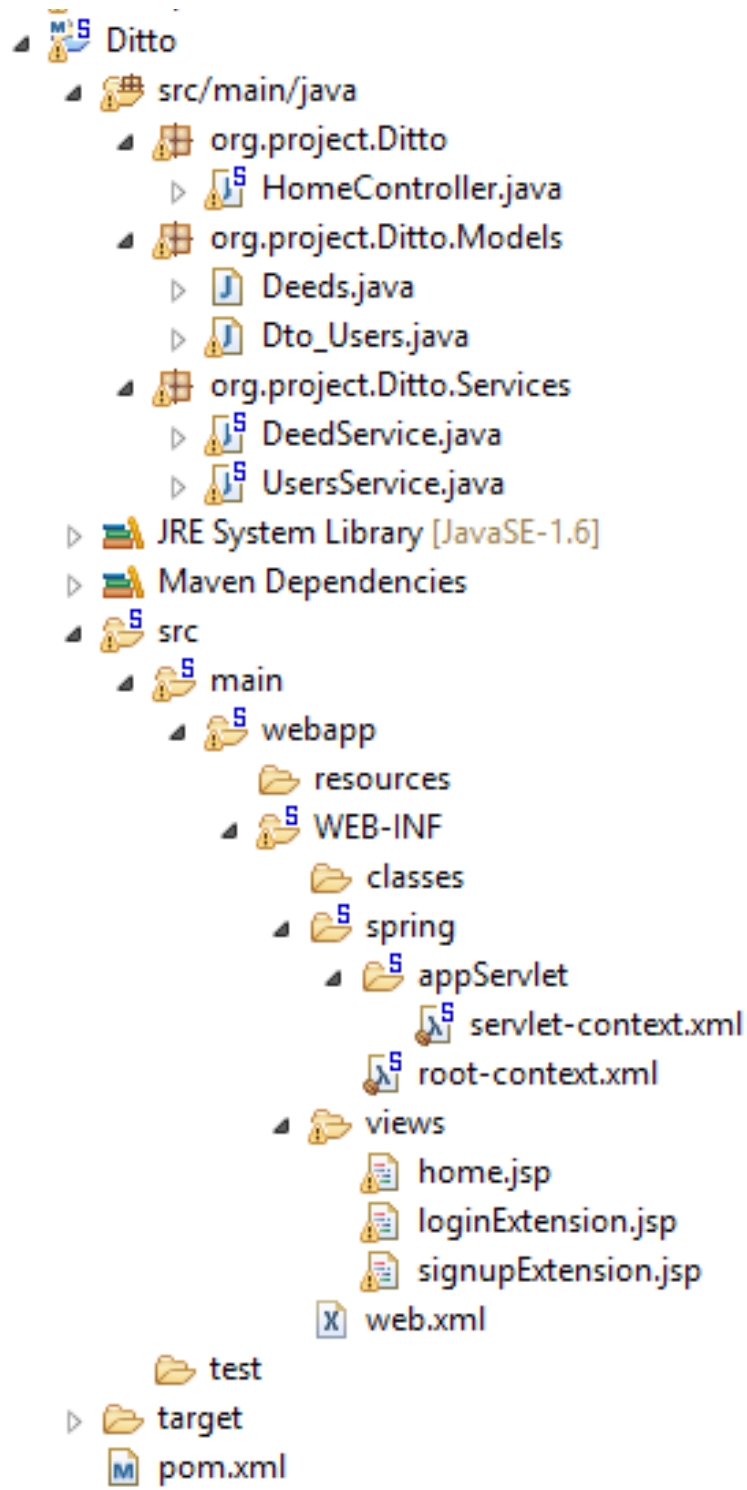 Ditto
src/main/java
org.project.Ditto
HomeController.java
org.project.Ditto.Models
Deeds.java
Dto_Users.java
org.project.Ditto.Services
DeedService.java
UsersService.java
JRE System Library [JavaSE-1.6]
Maven Dependencies
src
main
webapp
resources
WEB-INF
classes
spring
appServlet
servlet-context.xml
root-context.xml
views
home.jsp
loginExtension.jsp
signupExtension.jsp
web.xml
test
target
pom.xml